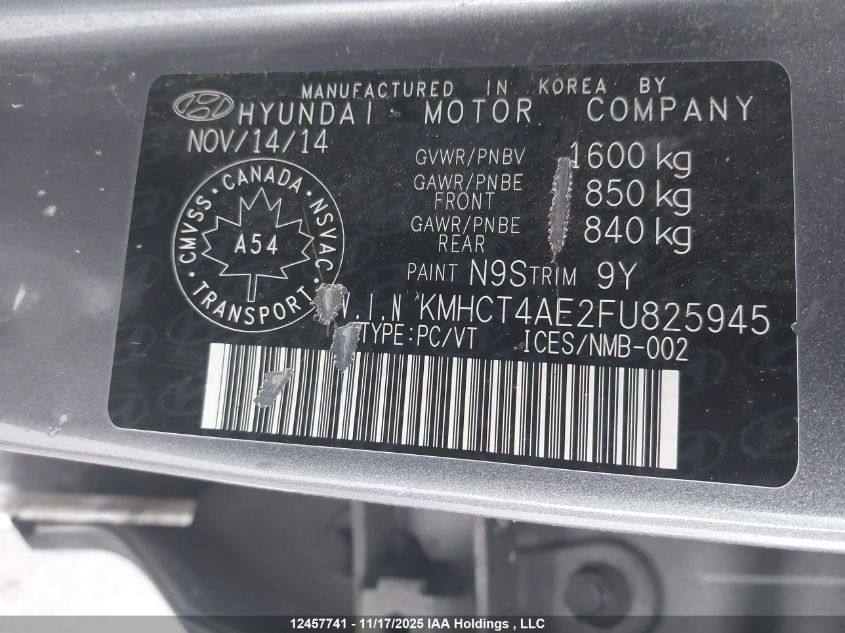 MANUFACTURED IN KOREA BY
HYUNDAI MOTOR COMPANY
NOV/14/14
GVWR/PNBV 1600 kg
GAWR/PNBE FRONT 850 kg
GAWR/PNBE REAR 840 kg
CMVSS · CANADA · NSVAC
A54
TRANSPORT
PAINT N9S TRIM 9Y
V.I.N KMHCT4AE2FU825945
TYPE:PC/VT ICES/NMB-002
12457741 - 11/17/2025 IAA Holdings , LLC